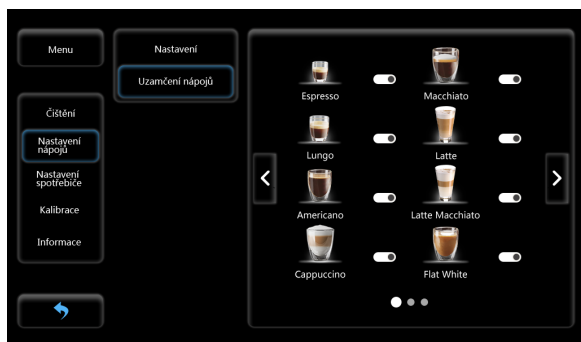 Menu
Čištění
Nastavení
nápojů
Nastavení
spotřebiče
Kalibrace
Informace
Nastavení
Uzamčení nápojů
Espresso
Macchiato
Lungo
Latte
Americano
Latte Macchiato
Cappuccino
Flat White